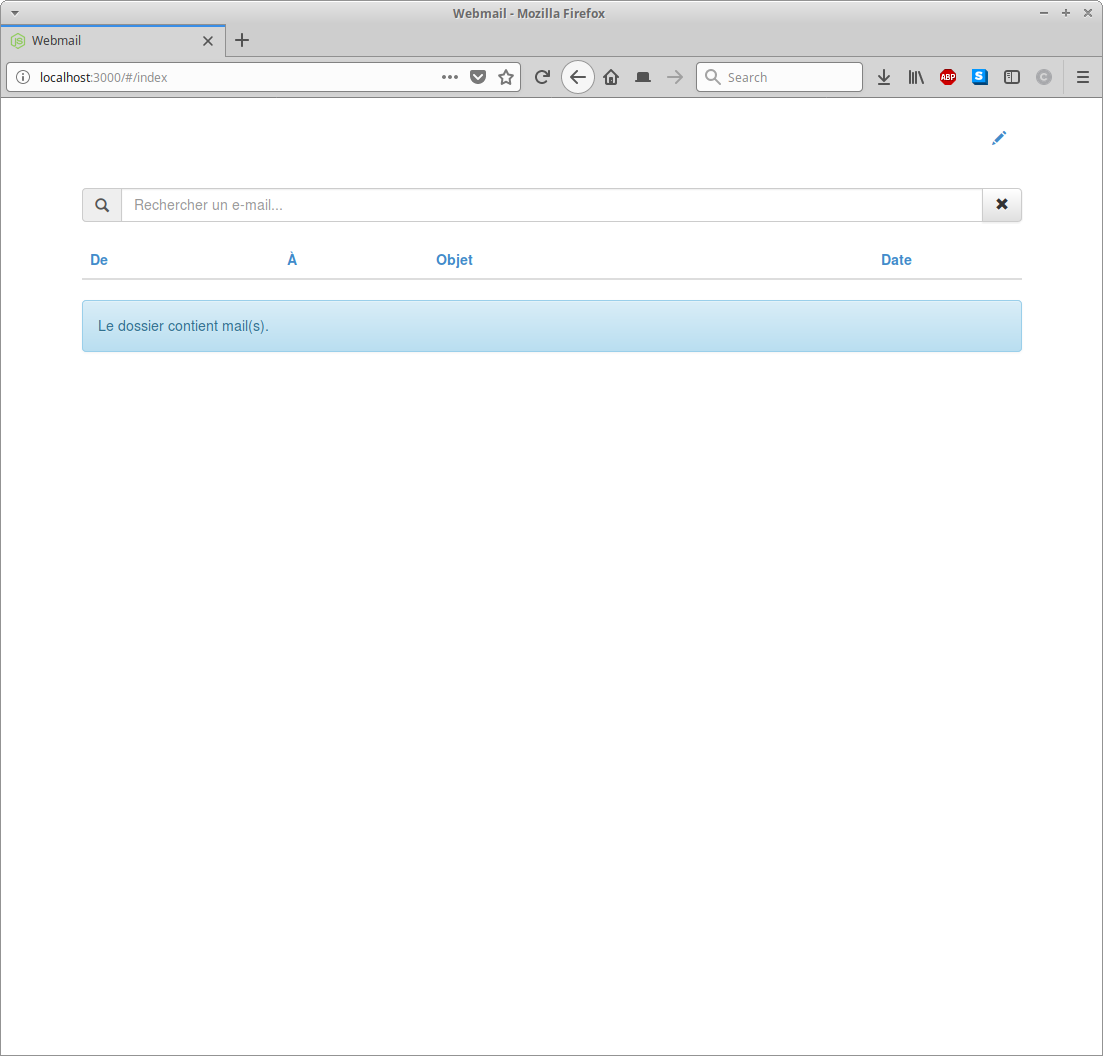 Webmail - Mozilla Firefox
Webmail
localhost:3000/#/index
Search
ABP
S
C
Rechercher un e-mail...
De À Objet Date
Le dossier contient mail(s).